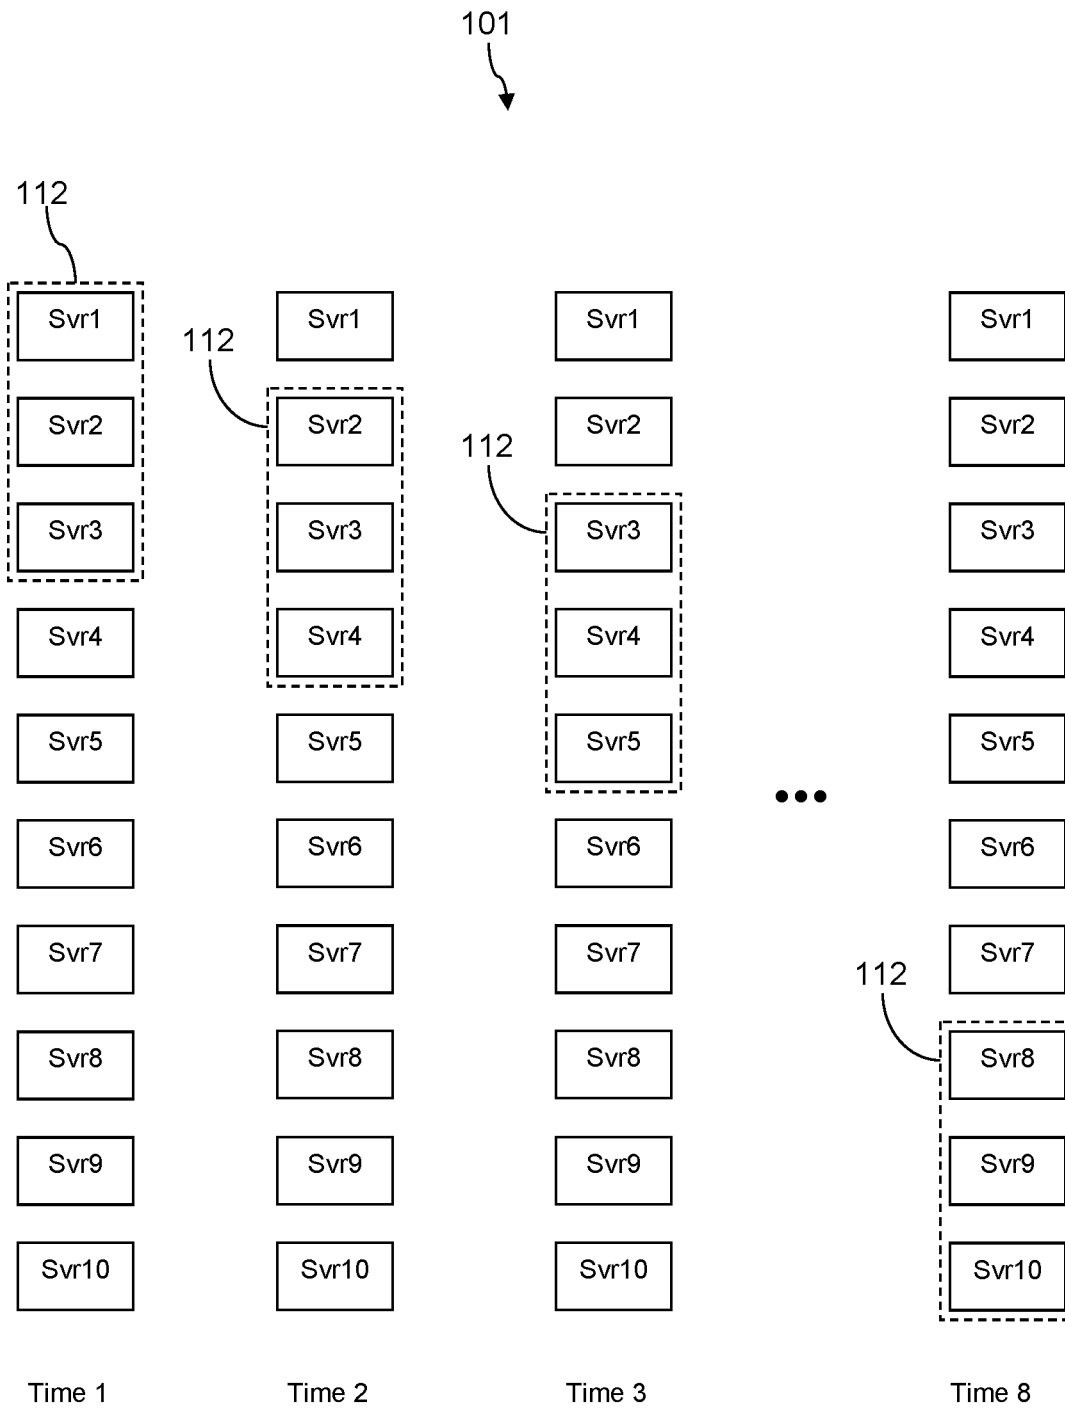 101
112
Svr1 Svr1 Svr1 Svr1
112
Svr2 Svr2 Svr2 Svr2
112
Svr3 Svr3 Svr3 Svr3
Svr4 Svr4 Svr4 Svr4
Svr5 Svr5 Svr5 Svr5
•••
Svr6 Svr6 Svr6 Svr6
Svr7 Svr7 Svr7 Svr7
112
Svr8 Svr8 Svr8 Svr8
Svr9 Svr9 Svr9 Svr9
Svr10 Svr10 Svr10 Svr10
Time 1 Time 2 Time 3 Time 8